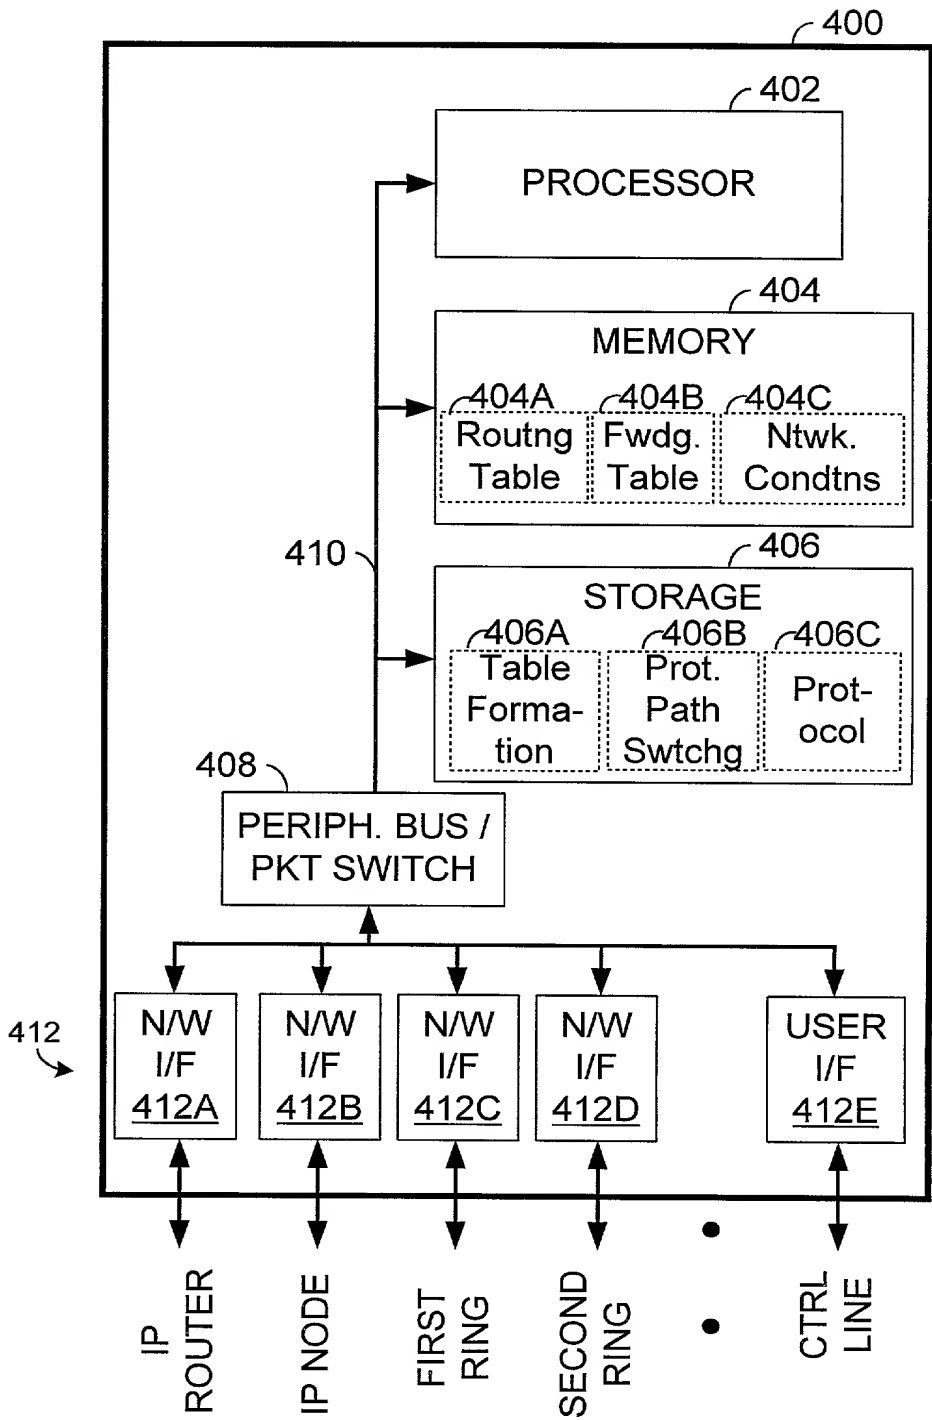 400
402
PROCESSOR
404
MEMORY
404A
Routng
Table
404B
Fwdg.
Table
404C
Ntwk.
Condtns
410
406
STORAGE
406A
Table
Forma-
tion
406B
Prot.
Path
Swtchg
406C
Prot-
ocol
408
PERIPH. BUS /
PKT SWITCH
412
N/W
I/F
412A
N/W
I/F
412B
N/W
I/F
412C
N/W
I/F
412D
USER
I/F
412E
IP
ROUTER
IP NODE
FIRST
RING
SECOND
RING
CTRL
LINE